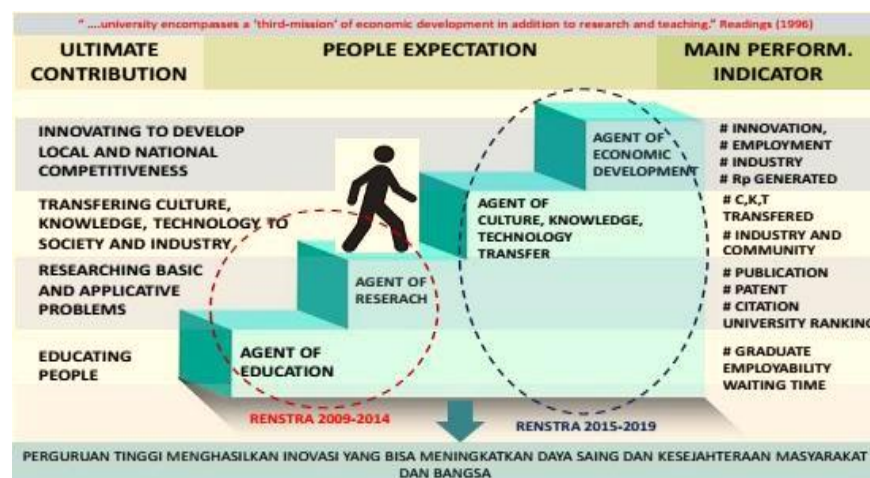 " ....university encompasses a 'third-mission' of economic development in addition to research and teaching." Readings (1996)
ULTIMATE
CONTRIBUTION
PEOPLE EXPECTATION
MAIN PERFORM.
INDICATOR
INNOVATING TO DEVELOP
LOCAL AND NATIONAL
COMPETITIVENESS
AGENT OF
ECONOMIC
DEVELOPMENT
# INNOVATION,
# EMPLOYMENT
# INDUSTRY
# Rp GENERATED
TRANSFERING CULTURE,
KNOWLEDGE, TECHNOLOGY TO
SOCIETY AND INDUSTRY,
AGENT OF
CULTURE, KNOWLEDGE,
TECHNOLOGY
TRANSFER
# C,K,T
TRANSFERED
# INDUSTRY AND
COMMUNITY
RESEARCHING BASIC
AND APPLICATIVE
PROBLEMS
AGENT OF
RESERACH
# PUBLICATION
# PATENT
# CITATION
UNIVERSITY RANKING
EDUCATING
PEOPLE
AGENT OF
EDUCATION
# GRADUATE
EMPLOYABILITY
WAITING TIME
RENSTRA 2009-2014
RENSTRA 2015-2019
PERGURUAN TINGGI MENGHASILKAN INOVASI YANG BISA MENINGKATKAN DAYA SAING DAN KESEJAHTERAAN MASYARAKAT
DAN BANGSA